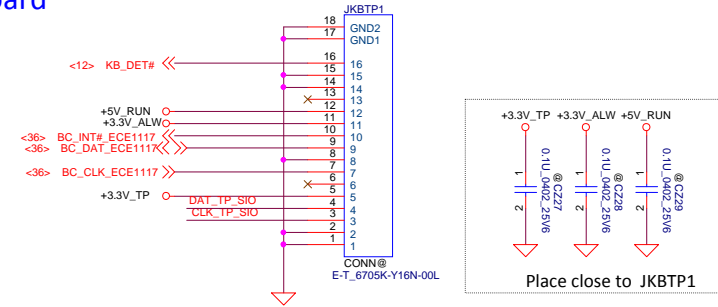 ard
JKBTP1
18 GND2
17 GND1
<12> KB_DET# 16 16
15 15
14 14
13 13
+5V_RUN 12 12
+3.3V_ALW 11 11
<36> BC_INT#_ECE1117 10 10
<36> BC_DAT_ECE1117 9 9
8 8
<36> BC_CLK_ECE1117 7 7
6 6
+3.3V_TP 5 5
DAT_TP_SIO 4 4
CLK_TP_SIO 3 3
2 2
1 1
CONN@
E-T_6705K-Y16N-00L
+3.3V_TP +3.3V_ALW +5V_RUN
1 2 0.1U_0402_25V6 @ CZ227
1 2 0.1U_0402_25V6 @ CZ28
1 2 0.1U_0402_25V6 @ CZ29
Place close to JKBTP1